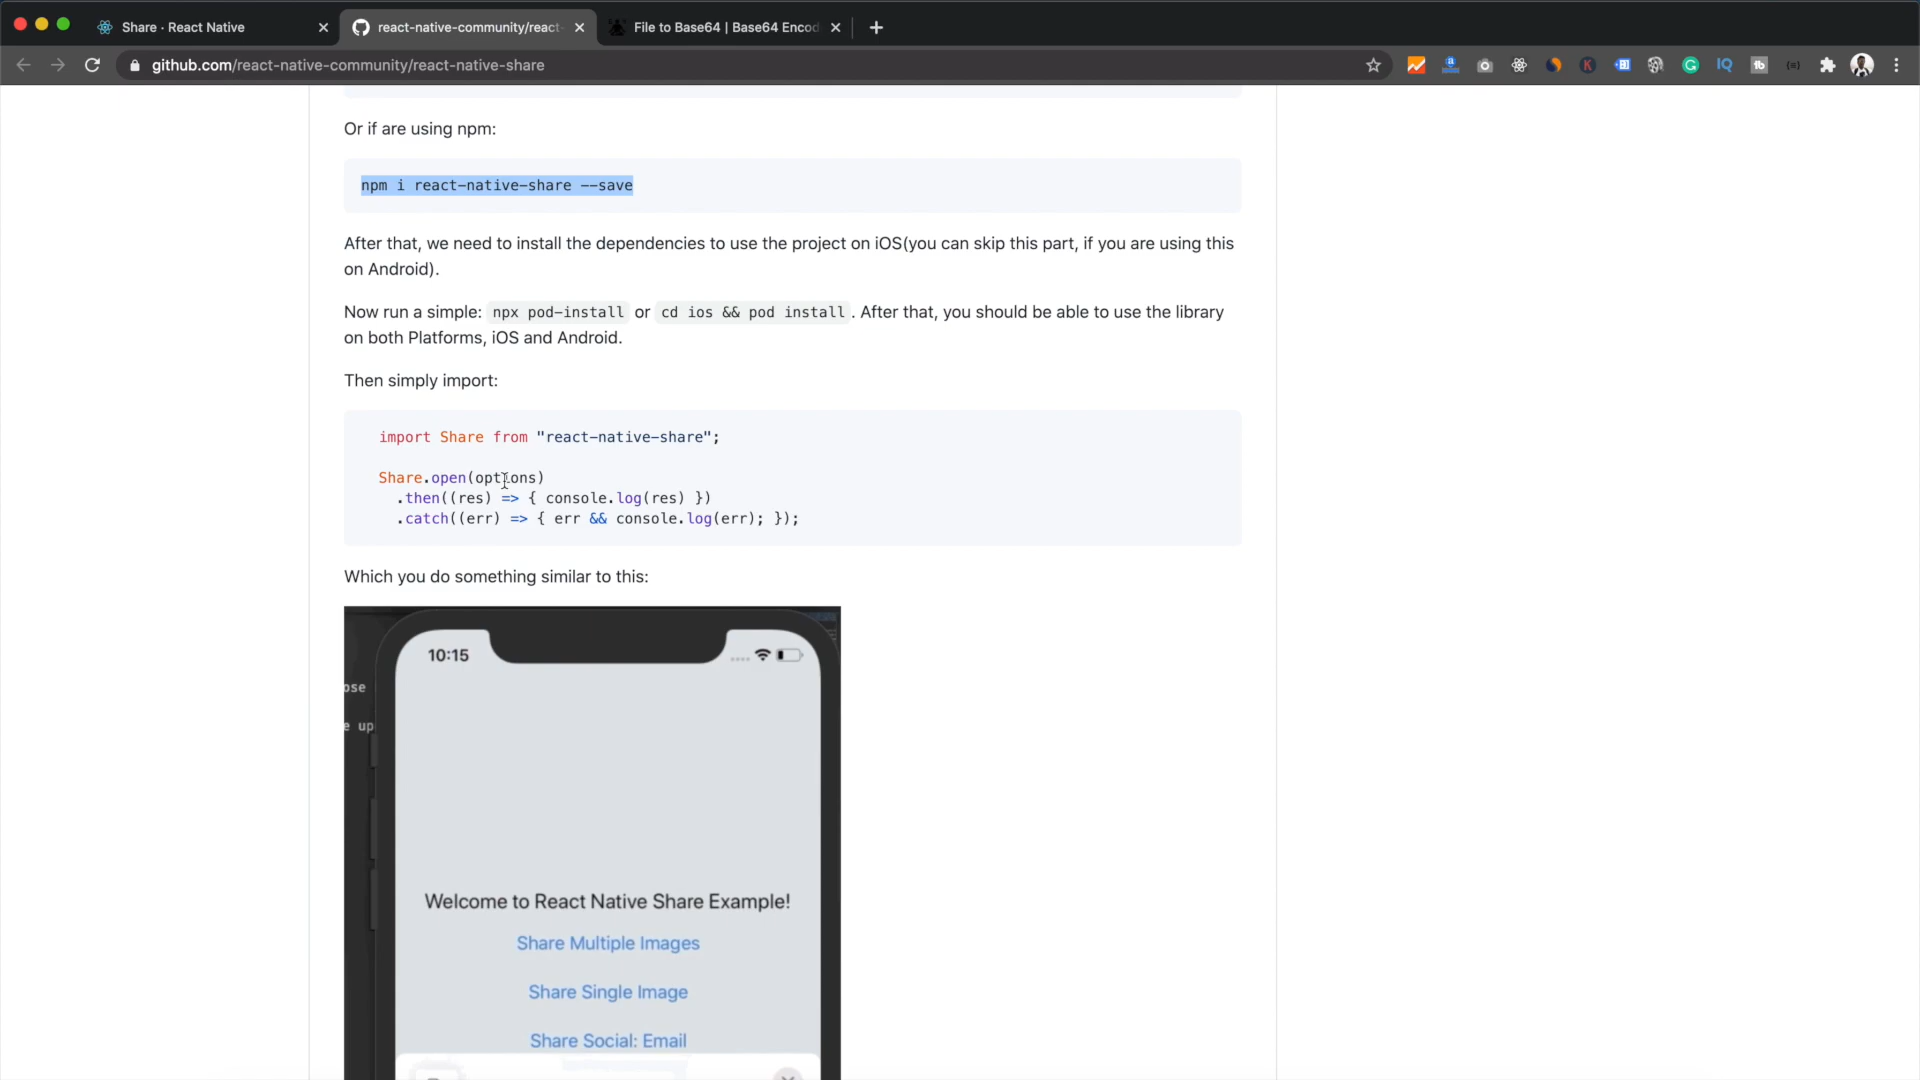 Share · React Native
react-native-community/react-
File to Base64 | Base64 Encod
github.com/react-native-community/react-native-share
Or if are using npm:
npm i react-native-share --save
After that, we need to install the dependencies to use the project on iOS(you can skip this part, if you are using this
on Android).
Now run a simple: npx pod-install or cd ios && pod install. After that, you should be able to use the library
on both Platforms, iOS and Android.
Then simply import:
import Share from "react-native-share";
Share.open(options)
.then((res) => { console.log(res) })
.catch((err) => { err && console.log(err); });
Which you do something similar to this:
10:15
ose
e up
Welcome to React Native Share Example!
Share Multiple Images
Share Single Image
Share Social: Email